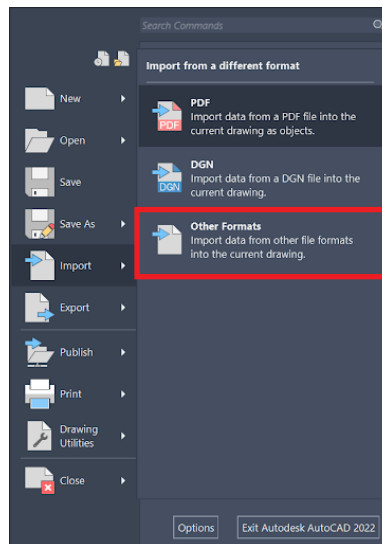 Search Commands
Import from a different format
New
Open
Save
Save As
Import
Export
Publish
Print
Drawing
Utilities
Close
PDF
PDF
Import data from a PDF file into the
current drawing as objects.
DGN
DGN
Import data from a DGN file into the
current drawing.
Other Formats
Import data from other file formats
into the current drawing.
Options
Exit Autodesk AutoCAD 2022